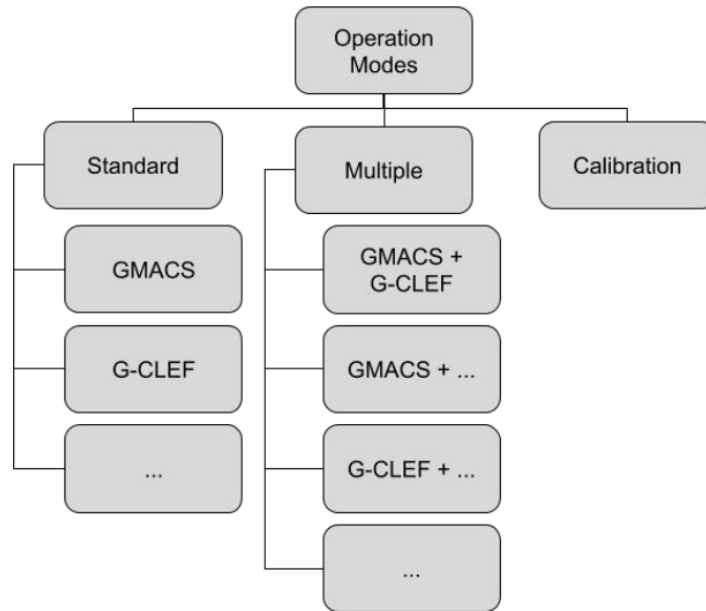 Operation
Modes
Standard
Multiple
Calibration
GMACS
GMACS +
G-CLEF
G-CLEF
GMACS + ...
...
G-CLEF + ...
...